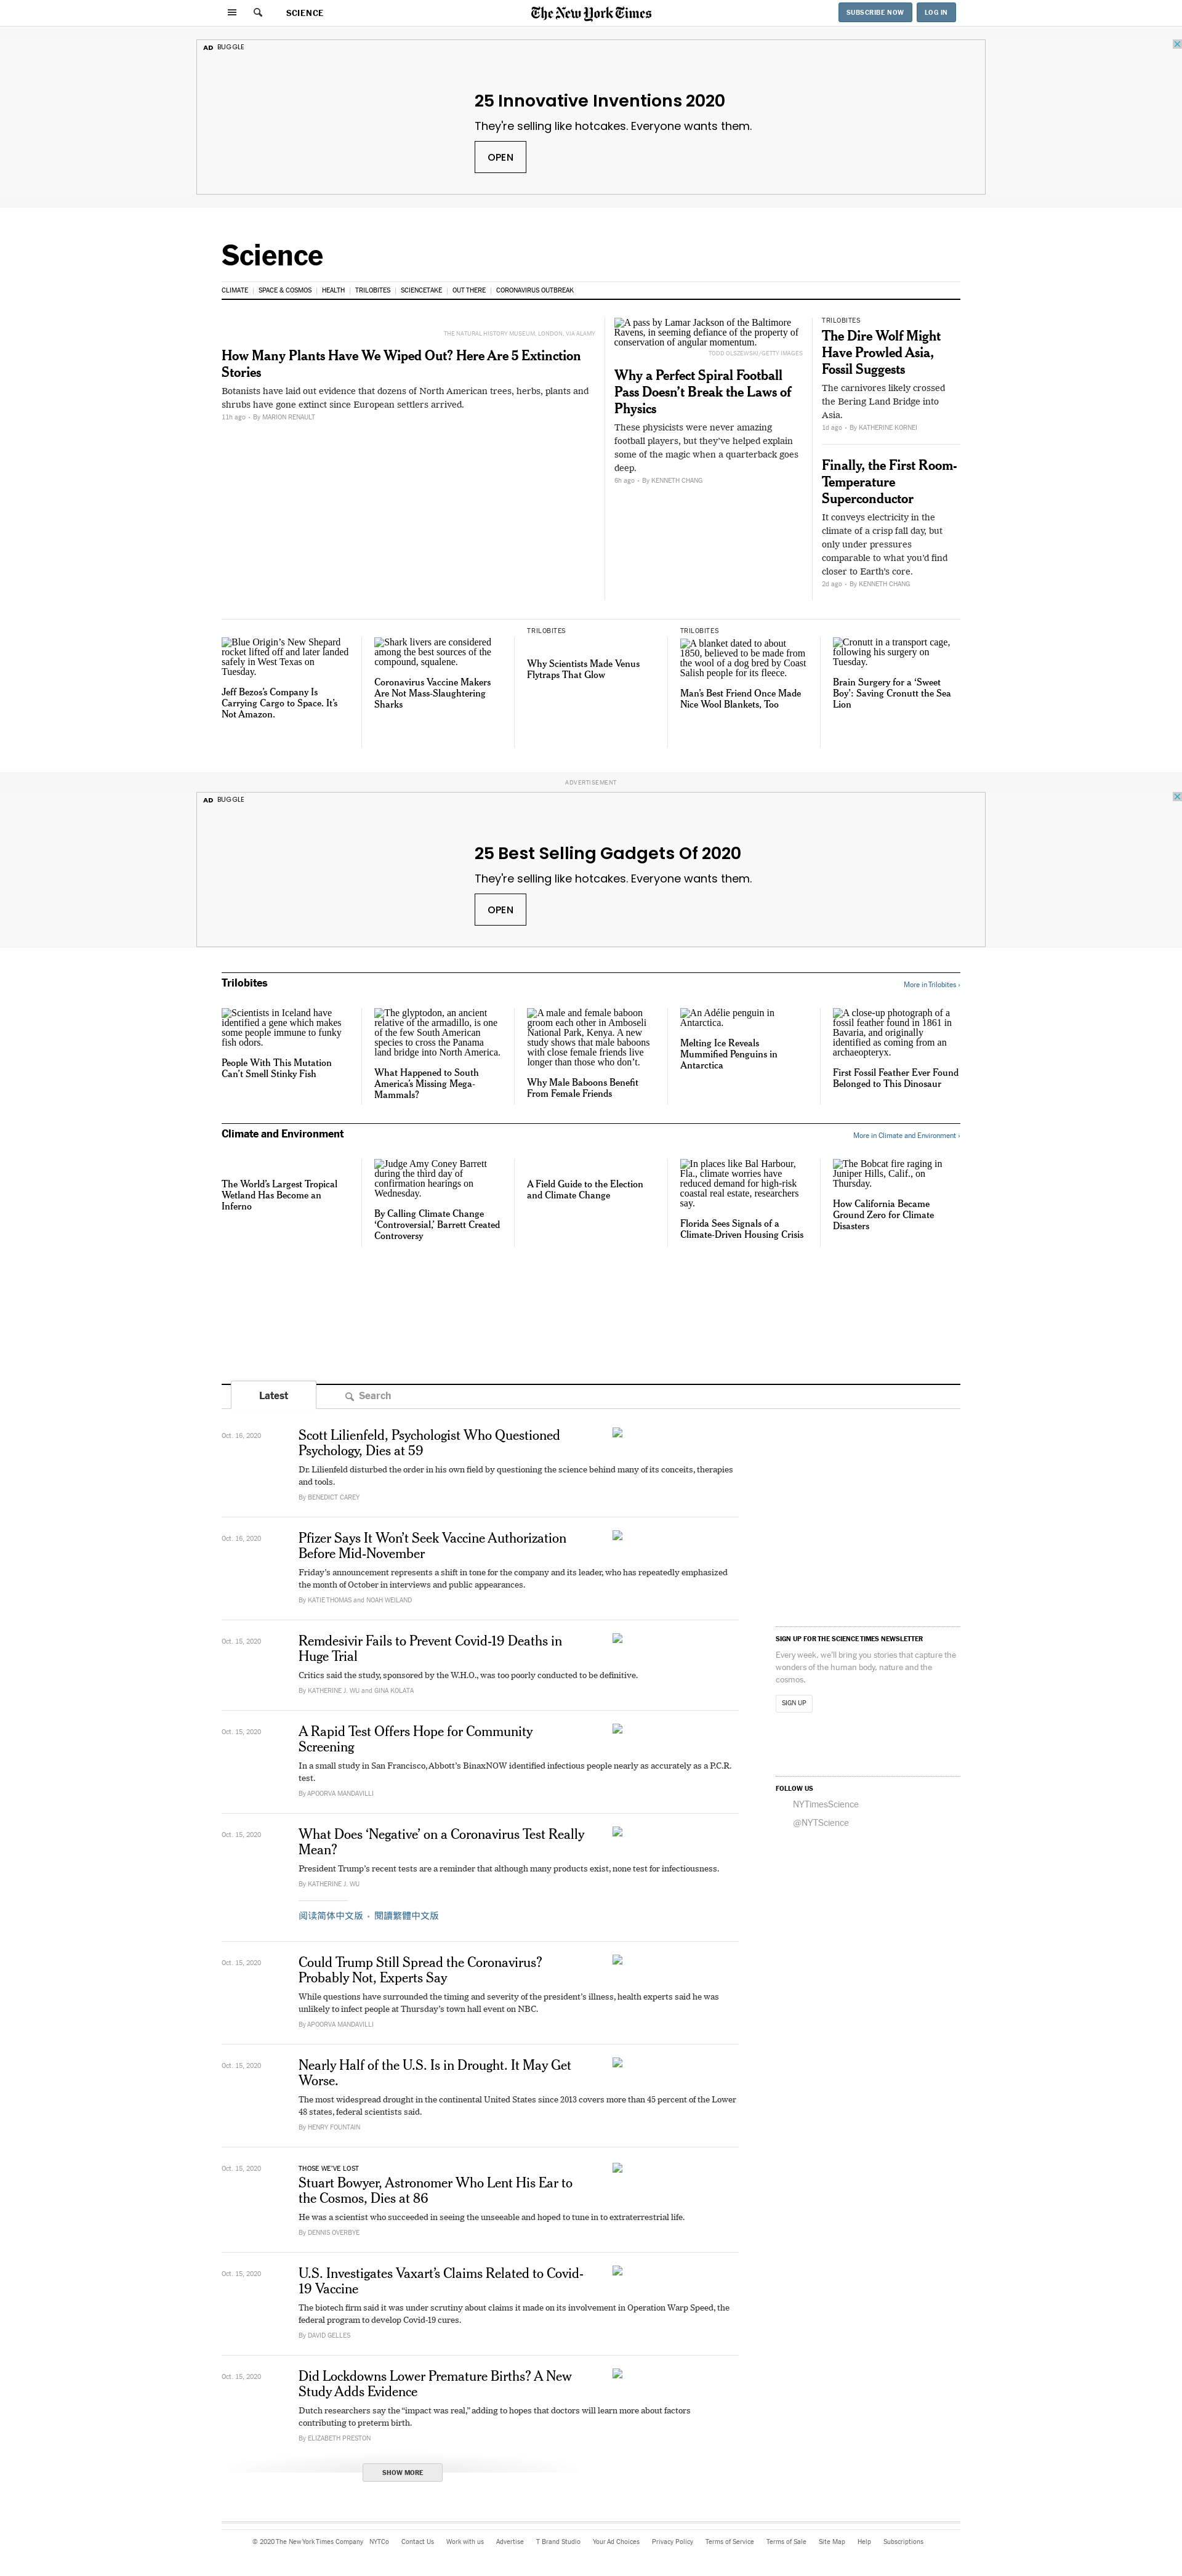 SCIENCE
The New York Times
SUBSCRIBE NOW
LOG IN
AD BUGGLE
25 Innovative Inventions 2020
They're selling like hotcakes. Everyone wants them.
OPEN
Science
CLIMATE
SPACE & COSMOS
HEALTH
TRILOBITES
SCIENCETAKE
OUT THERE
CORONAVIRUS OUTBREAK
THE NATURAL HISTORY MUSEUM, LONDON, VIA ALAMY
How Many Plants Have We Wiped Out? Here Are 5 Extinction
Stories
Botanists have laid out evidence that dozens of North American trees, herbs, plants and
shrubs have gone extinct since European settlers arrived.
11h ago • By MARION RENAULT
A pass by Lamar Jackson of the Baltimore
Ravens, in seeming defiance of the property of
conservation of angular momentum.
TODD OLSZEWSKI/GETTY IMAGES
Why a Perfect Spiral Football
Pass Doesn’t Break the Laws of
Physics
These physicists were never amazing
football players, but they’ve helped explain
some of the magic when a quarterback goes
deep.
6h ago • By KENNETH CHANG
TRILOBITES
The Dire Wolf Might
Have Prowled Asia,
Fossil Suggests
The carnivores likely crossed
the Bering Land Bridge into
Asia.
1d ago • By KATHERINE KORNEI
Finally, the First Room-
Temperature
Superconductor
It conveys electricity in the
climate of a crisp fall day, but
only under pressures
comparable to what you’d find
closer to Earth’s core.
2d ago • By KENNETH CHANG
Blue Origin’s New Shepard
rocket lifted off and later landed
safely in West Texas on
Tuesday.
Jeff Bezos’s Company Is
Carrying Cargo to Space. It’s
Not Amazon.
Shark livers are considered
among the best sources of the
compound, squalene.
Coronavirus Vaccine Makers
Are Not Mass-Slaughtering
Sharks
TRILOBITES
Why Scientists Made Venus
Flytraps That Glow
TRILOBITES
A blanket dated to about
1850, believed to be made from
the wool of a dog bred by Coast
Salish people for its fleece.
Man’s Best Friend Once Made
Nice Wool Blankets, Too
Cronutt in a transport cage,
following his surgery on
Tuesday.
Brain Surgery for a ‘Sweet
Boy’: Saving Cronutt the Sea
Lion
ADVERTISEMENT
AD BUGGLE
25 Best Selling Gadgets Of 2020
They're selling like hotcakes. Everyone wants them.
OPEN
Trilobites
More in Trilobites ›
Scientists in Iceland have
identified a gene which makes
some people immune to funky
fish odors.
People With This Mutation
Can’t Smell Stinky Fish
The glyptodon, an ancient
relative of the armadillo, is one
of the few South American
species to cross the Panama
land bridge into North America.
What Happened to South
America’s Missing Mega-
Mammals?
A male and female baboon
groom each other in Amboseli
National Park, Kenya. A new
study shows that male baboons
with close female friends live
longer than those who don’t.
Why Male Baboons Benefit
From Female Friends
An Adélie penguin in
Antarctica.
Melting Ice Reveals
Mummified Penguins in
Antarctica
A close-up photograph of a
fossil feather found in 1861 in
Bavaria, and originally
identified as coming from an
archaeopteryx.
First Fossil Feather Ever Found
Belonged to This Dinosaur
Climate and Environment
More in Climate and Environment ›
The World’s Largest Tropical
Wetland Has Become an
Inferno
Judge Amy Coney Barrett
during the third day of
confirmation hearings on
Wednesday.
By Calling Climate Change
‘Controversial,’ Barrett Created
Controversy
A Field Guide to the Election
and Climate Change
In places like Bal Harbour,
Fla., climate worries have
reduced demand for high-risk
coastal real estate, researchers
say.
Florida Sees Signals of a
Climate-Driven Housing Crisis
The Bobcat fire raging in
Juniper Hills, Calif., on
Thursday.
How California Became
Ground Zero for Climate
Disasters
Latest
Search
Oct. 16, 2020
Scott Lilienfeld, Psychologist Who Questioned
Psychology, Dies at 59
Dr. Lilienfeld disturbed the order in his own field by questioning the science behind many of its conceits, therapies
and tools.
By BENEDICT CAREY
Oct. 16, 2020
Pfizer Says It Won’t Seek Vaccine Authorization
Before Mid-November
Friday’s announcement represents a shift in tone for the company and its leader, who has repeatedly emphasized
the month of October in interviews and public appearances.
By KATIE THOMAS and NOAH WEILAND
Oct. 15, 2020
Remdesivir Fails to Prevent Covid-19 Deaths in
Huge Trial
Critics said the study, sponsored by the W.H.O., was too poorly conducted to be definitive.
By KATHERINE J. WU and GINA KOLATA
Oct. 15, 2020
A Rapid Test Offers Hope for Community
Screening
In a small study in San Francisco, Abbott’s BinaxNOW identified infectious people nearly as accurately as a P.C.R.
test.
By APOORVA MANDAVILLI
Oct. 15, 2020
What Does ‘Negative’ on a Coronavirus Test Really
Mean?
President Trump’s recent tests are a reminder that although many products exist, none test for infectiousness.
By KATHERINE J. WU
阅读简体中文版 • 閱讀繁體中文版
Oct. 15, 2020
Could Trump Still Spread the Coronavirus?
Probably Not, Experts Say
While questions have surrounded the timing and severity of the president’s illness, health experts said he was
unlikely to infect people at Thursday’s town hall event on NBC.
By APOORVA MANDAVILLI
Oct. 15, 2020
Nearly Half of the U.S. Is in Drought. It May Get
Worse.
The most widespread drought in the continental United States since 2013 covers more than 45 percent of the Lower
48 states, federal scientists said.
By HENRY FOUNTAIN
Oct. 15, 2020
THOSE WE’VE LOST
Stuart Bowyer, Astronomer Who Lent His Ear to
the Cosmos, Dies at 86
He was a scientist who succeeded in seeing the unseeable and hoped to tune in to extraterrestrial life.
By DENNIS OVERBYE
Oct. 15, 2020
U.S. Investigates Vaxart’s Claims Related to Covid-
19 Vaccine
The biotech firm said it was under scrutiny about claims it made on its involvement in Operation Warp Speed, the
federal program to develop Covid-19 cures.
By DAVID GELLES
Oct. 15, 2020
Did Lockdowns Lower Premature Births? A New
Study Adds Evidence
Dutch researchers say the “impact was real,” adding to hopes that doctors will learn more about factors
contributing to preterm birth.
By ELIZABETH PRESTON
SHOW MORE
SIGN UP FOR THE SCIENCE TIMES NEWSLETTER
Every week, we'll bring you stories that capture the
wonders of the human body, nature and the
cosmos.
SIGN UP
FOLLOW US
NYTimesScience
@NYTScience
© 2020 The New York Times Company
NYTCo
Contact Us
Work with us
Advertise
T Brand Studio
Your Ad Choices
Privacy Policy
Terms of Service
Terms of Sale
Site Map
Help
Subscriptions